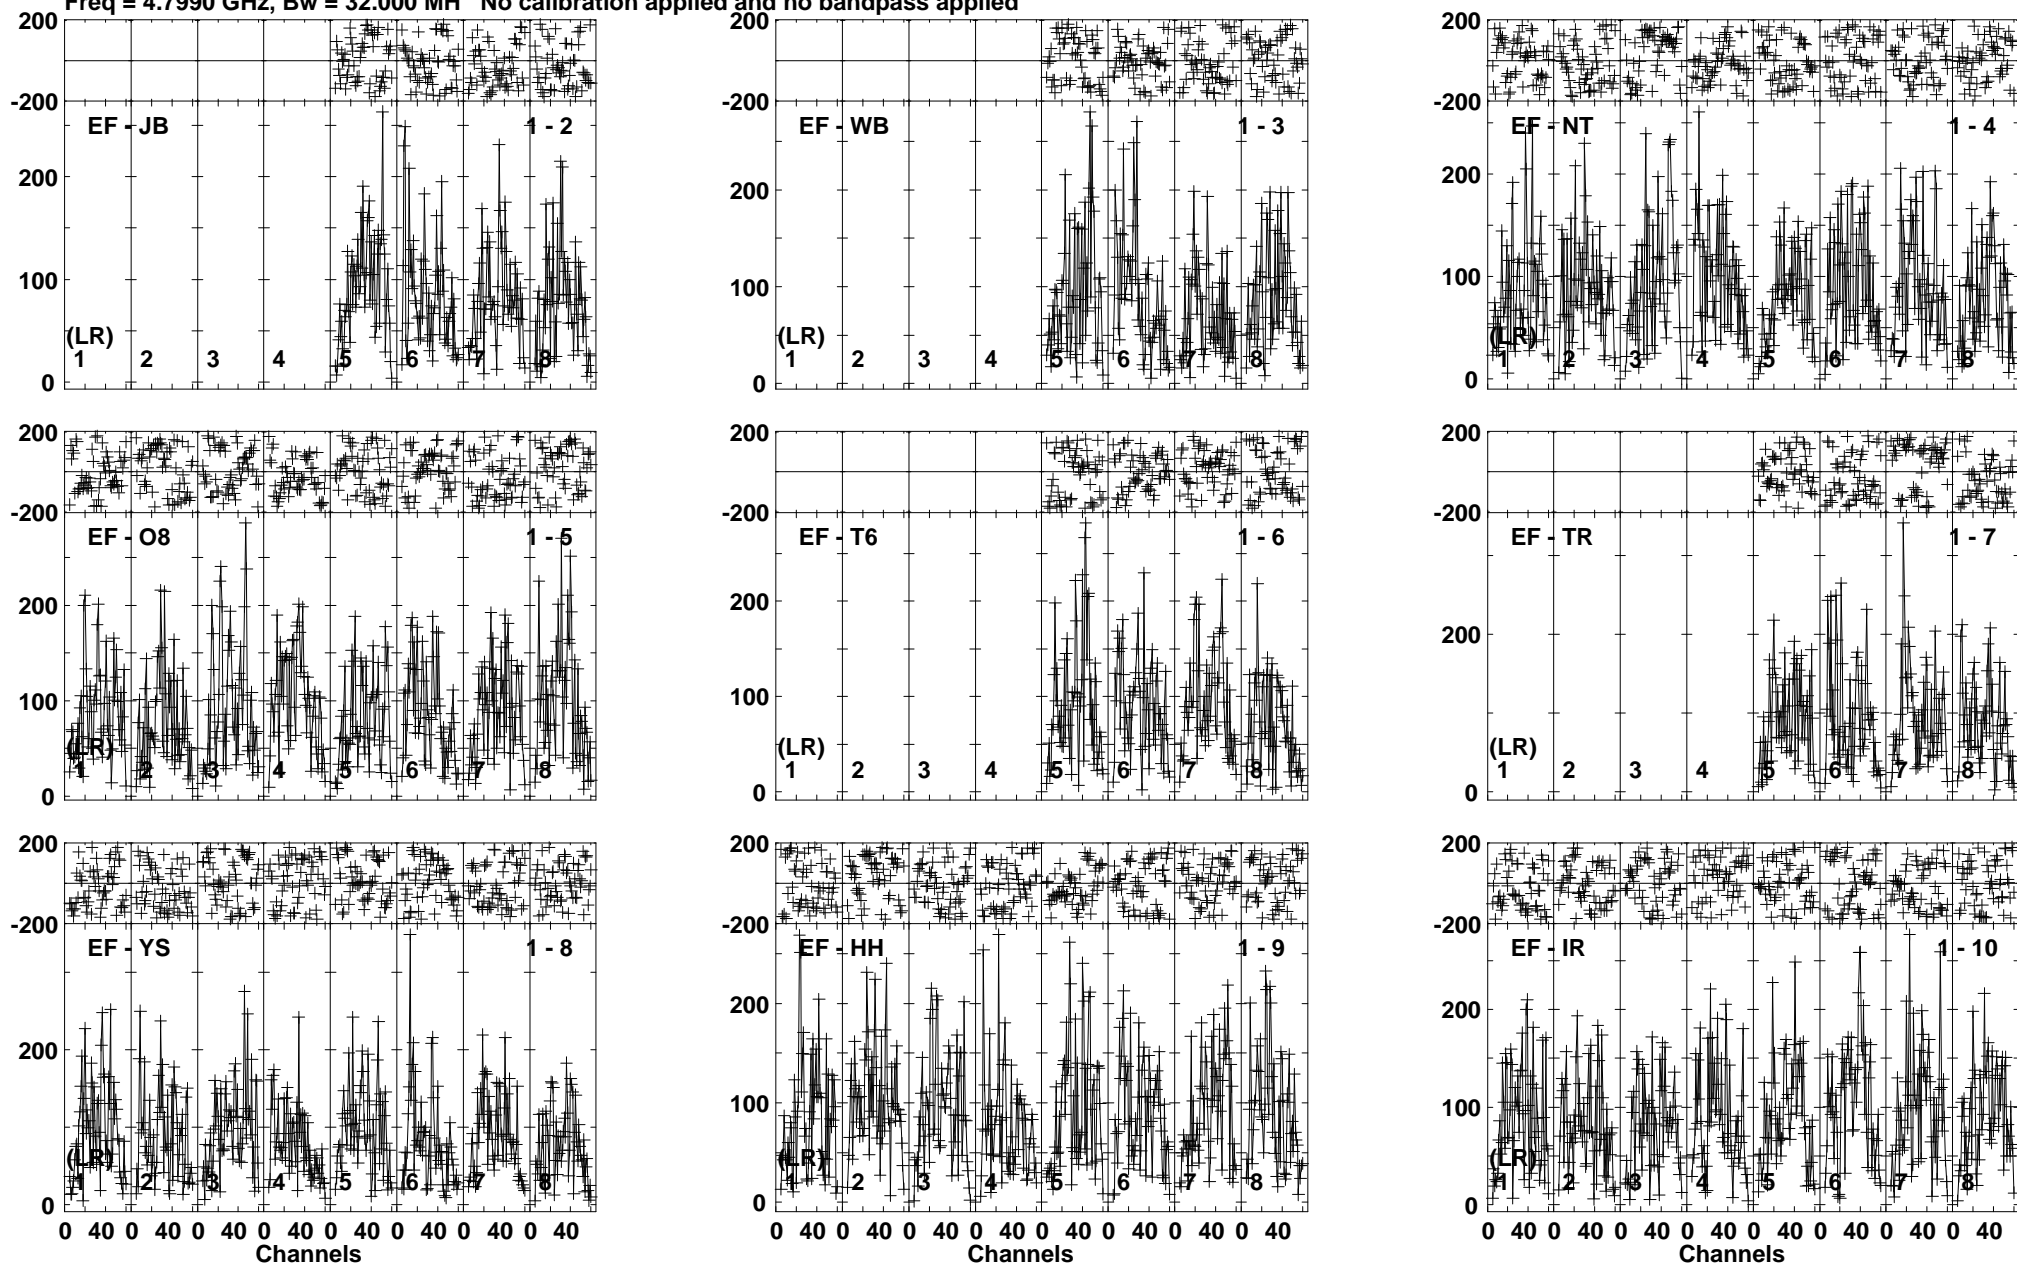 Freq = 4.7990 GHz, Bw = 32.000 MH No calibration applied and no bandpass applied
200 200 200
-200 -200 -200
EF - JB 1 - 2 EF - WB 1 - 3 EF - NT 1 - 4
200 200 200
100 100 100
(LR) (LR) (LR)
1 2 3 4 5 6 7 8 1 2 3 4 5 6 7 8 1 2 3 4 5 6 7 8
0 0 0
200 200 200
-200 -200 -200
EF - O8 1 - 5 EF - T6 1 - 6 EF - TR 1 - 7
200 200 200
100 100
(LR) (LR) (LR)
1 2 3 4 5 6 7 8 1 2 3 4 5 6 7 8 1 2 3 4 5 6 7 8
0 0 0
200 200 200
-200 -200 -200
EF - YS 1 - 8 EF - HH 1 - 9 EF - IR 1 - 10
200 200 200
100 100
(LR) (LR) (LR)
1 2 3 4 5 6 7 8 1 2 3 4 5 6 7 8 1 2 3 4 5 6 7 8
0 0 0
0 40 0 40 0 40 0 40 0 40 0 40 0 40 0 40 0 40 0 40 0 40 0 40 0 40 0 40 0 40 0 40 0 40 0 40 0 40 0 40 0 40 0 40 0 40 0 40
Channels Channels